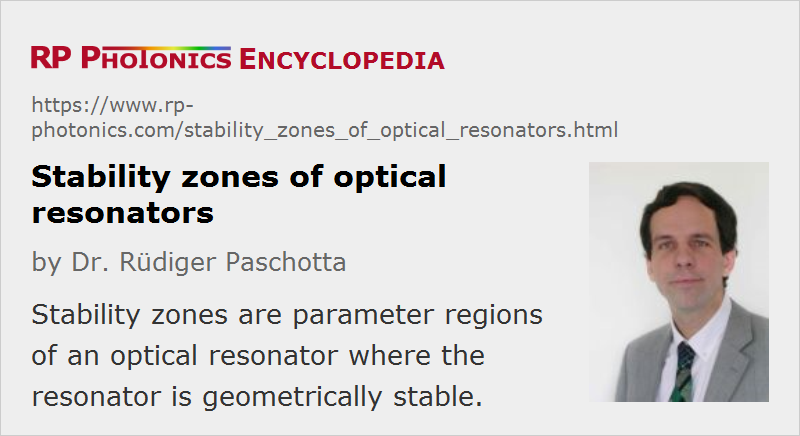 RP PHOTONICS ENCYCLOPEDIA
https://www.rp-
photonics.com/stability_zones_of_optical_resonators.html
Stability zones of optical
resonators
by Dr. Rüdiger Paschotta
Stability zones are parameter regions
of an optical resonator where the
resonator is geometrically stable.